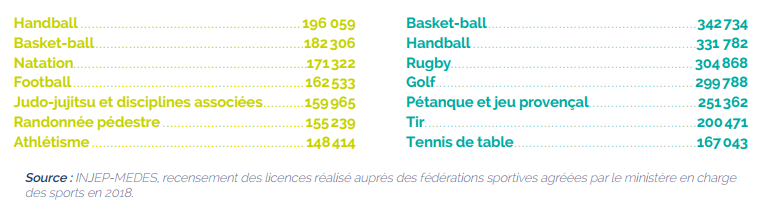 Handball 196 059
Basket-ball 182 306
Natation 171 322
Football 162 533
Judo-jujitsu et disciplines associées 159 965
Randonnée pédestre 155 239
Athlétisme 148 414
Basket-ball 342 734
Handball 331 782
Rugby 304 868
Golf 299 788
Pétanque et jeu provençal 251 362
Tir 200 471
Tennis de table 167 043
Source : INJEP-MEDES, recensement des licences réalisé auprès des fédérations sportives agréées par le ministère en charge
des sports en 2018.